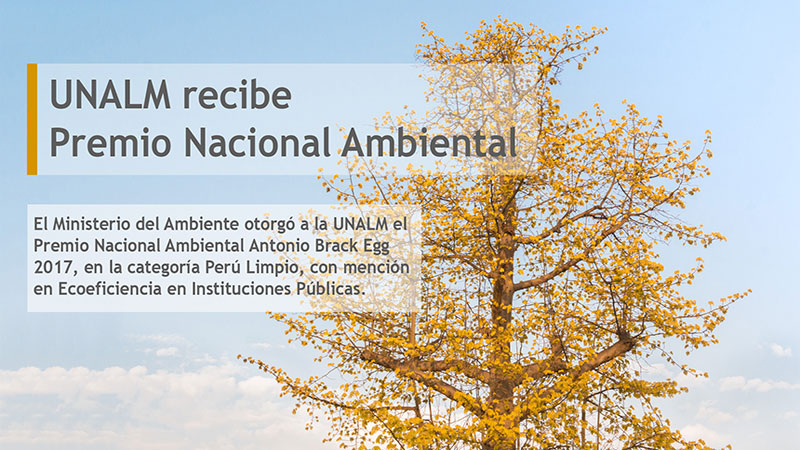 UNALM recibe
Premio Nacional Ambiental
El Ministerio del Ambiente otorgó a la UNALM el
Premio Nacional Ambiental Antonio Brack Egg
2017, en la categoría Perú Limpio, con mención
en Ecoeficiencia en Instituciones Públicas.